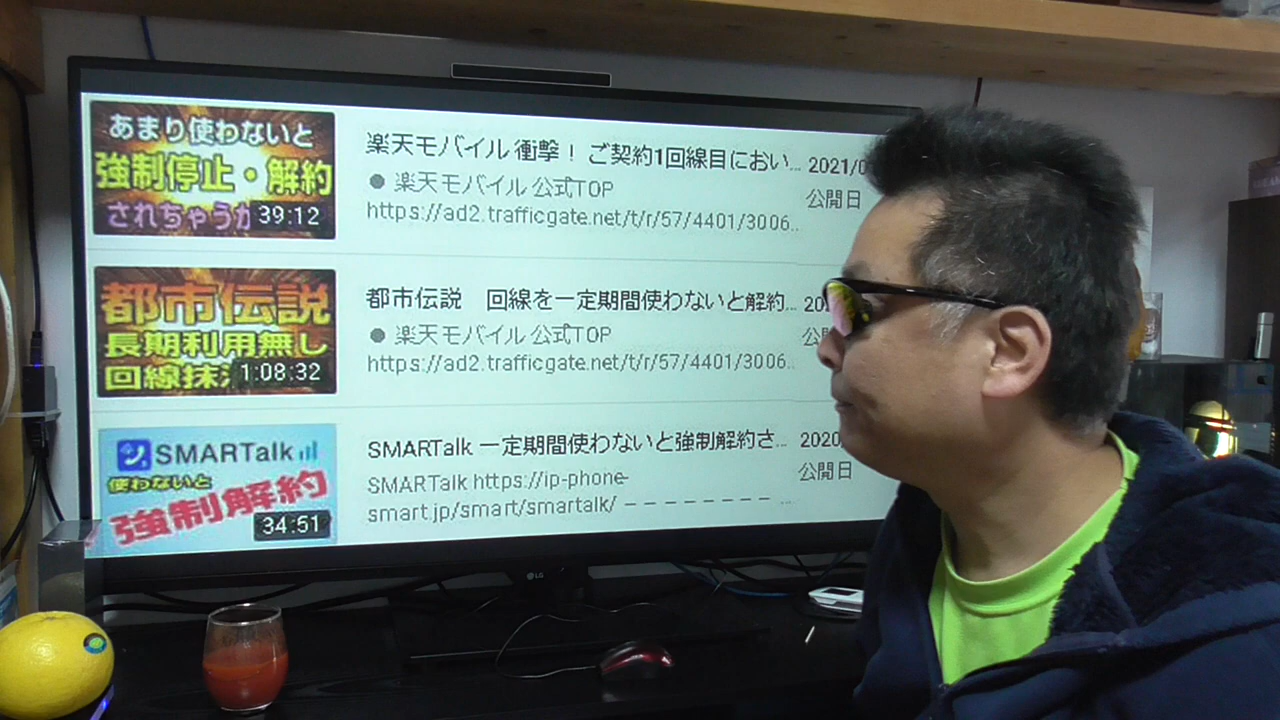 あまり使わないと
強制停止・解約
されちゃうか
39:12
楽天モバイル 衝撃！ ご契約1回線目におい...
2021/0
● 楽天モバイル 公式TOP
公開日
https://ad2.trafficgate.net/t/r/57/4401/3006..
都市伝説
長期利用無し
回線抹
1:08:32
都市伝説　回線を一定期間使わないと解約...
● 楽天モバイル 公式TOP
https://ad2.trafficgate.net/t/r/57/4401/3006..
SMARTalk
使わないと
強制解約
34:51
SMARTalk 一定期間使わないと強制解約さ...
2020
SMARTalk https://ip-phone-
公開日
smart.jp/smart/smartalk/ －－－－－－－－ ...
LG